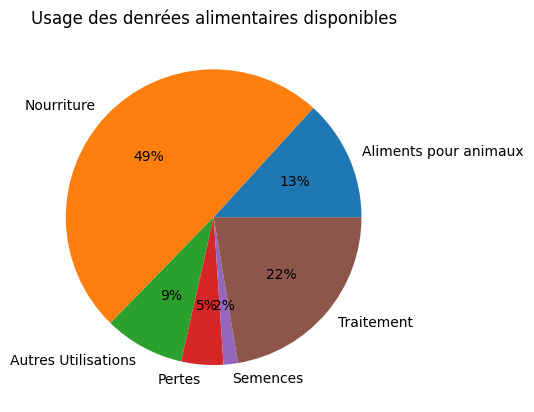 Usage des denrées alimentaires disponibles
Nourriture
Aliments pour animaux
49%
13%
22%
9%
5%
2%
Traitement
Autres Utilisations
Pertes
Semences